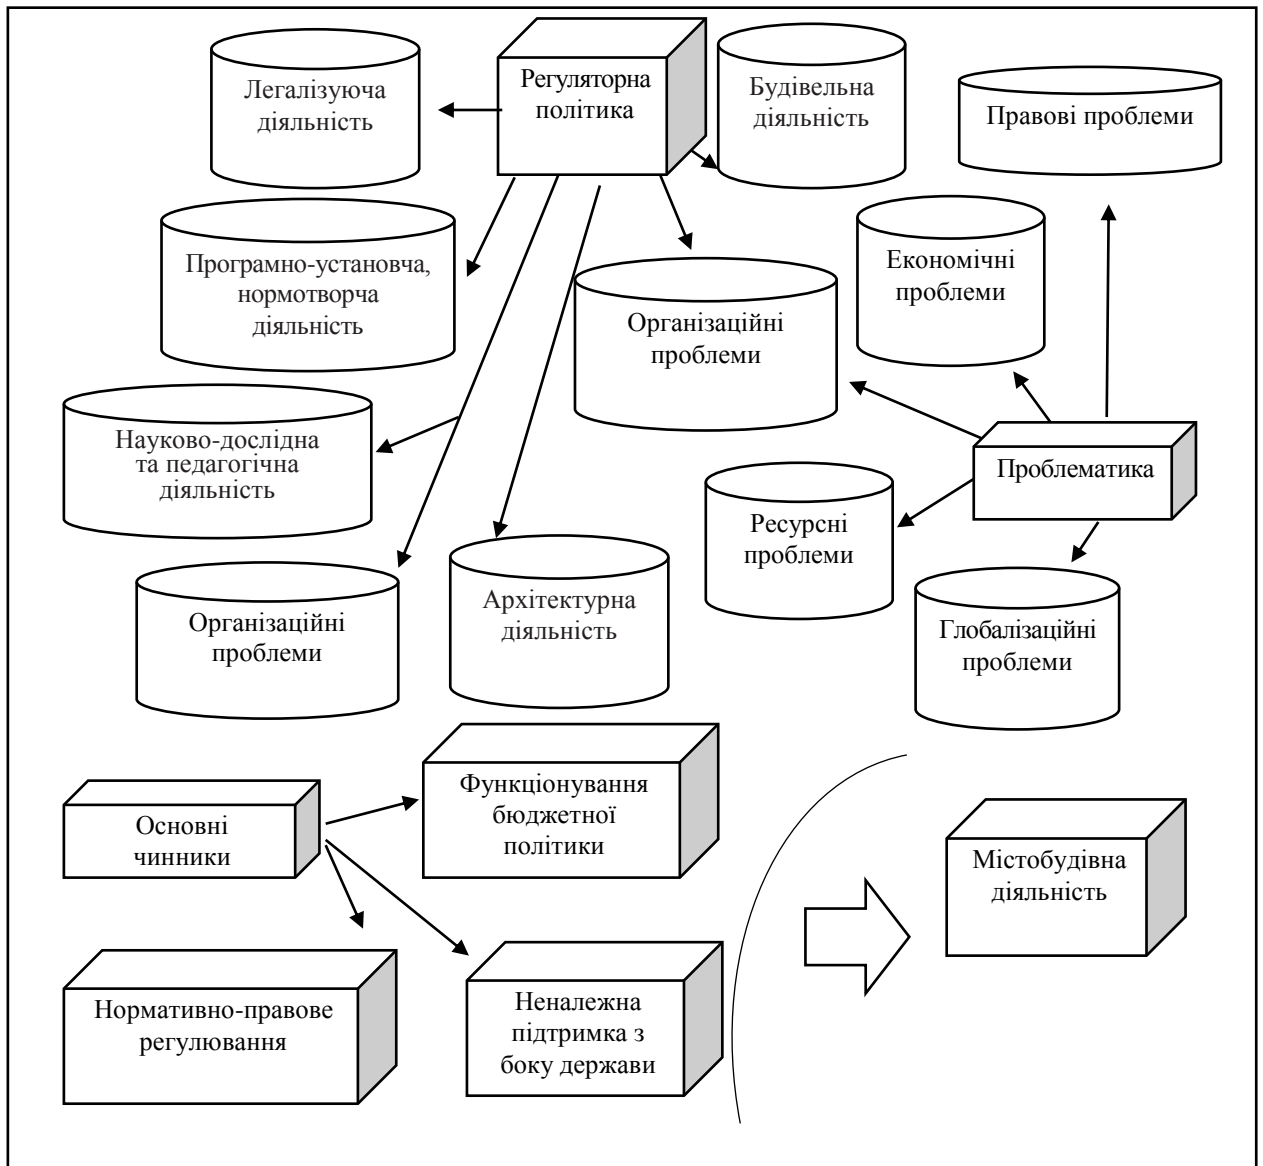 Легалізуюча
діяльність
Регуляторна
політика
Будівельна
діяльність
Правові проблеми
Програмно-установча,
нормотворча
діяльність
Організаційні
проблеми
Економічні
проблеми
Науково-дослідна
та педагогічна
діяльність
Проблематика
Ресурсні
проблеми
Організаційні
проблеми
Архітектурна
діяльність
Глобалізаційні
проблеми
Основні
чинники
Функціонування
бюджетної
політики
Містобудівна
діяльність
Нормативно-правове
регулювання
Неналежна
підтримка з
боку держави